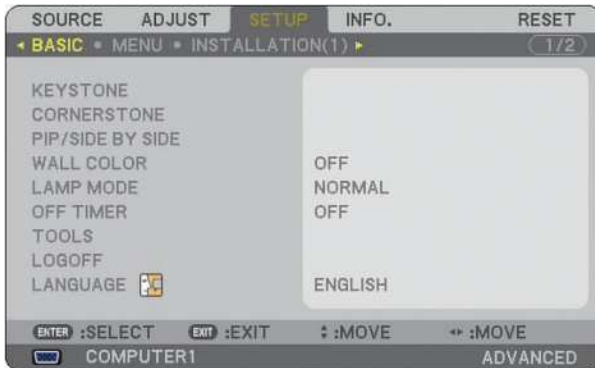 SOURCE ADJUST SETUP INFO. RESET
BASIC • MENU • INSTALLATION(1) 1/2
KEYSTONE
CORNERSTONE
PIP/SIDE BY SIDE
WALL COLOR OFF
LAMP MODE NORMAL
OFF TIMER OFF
TOOLS
LOGOFF
LANGUAGE ENGLISH
ENTER :SELECT EXIT :EXIT :MOVE :MOVE
COMPUTER1 ADVANCED